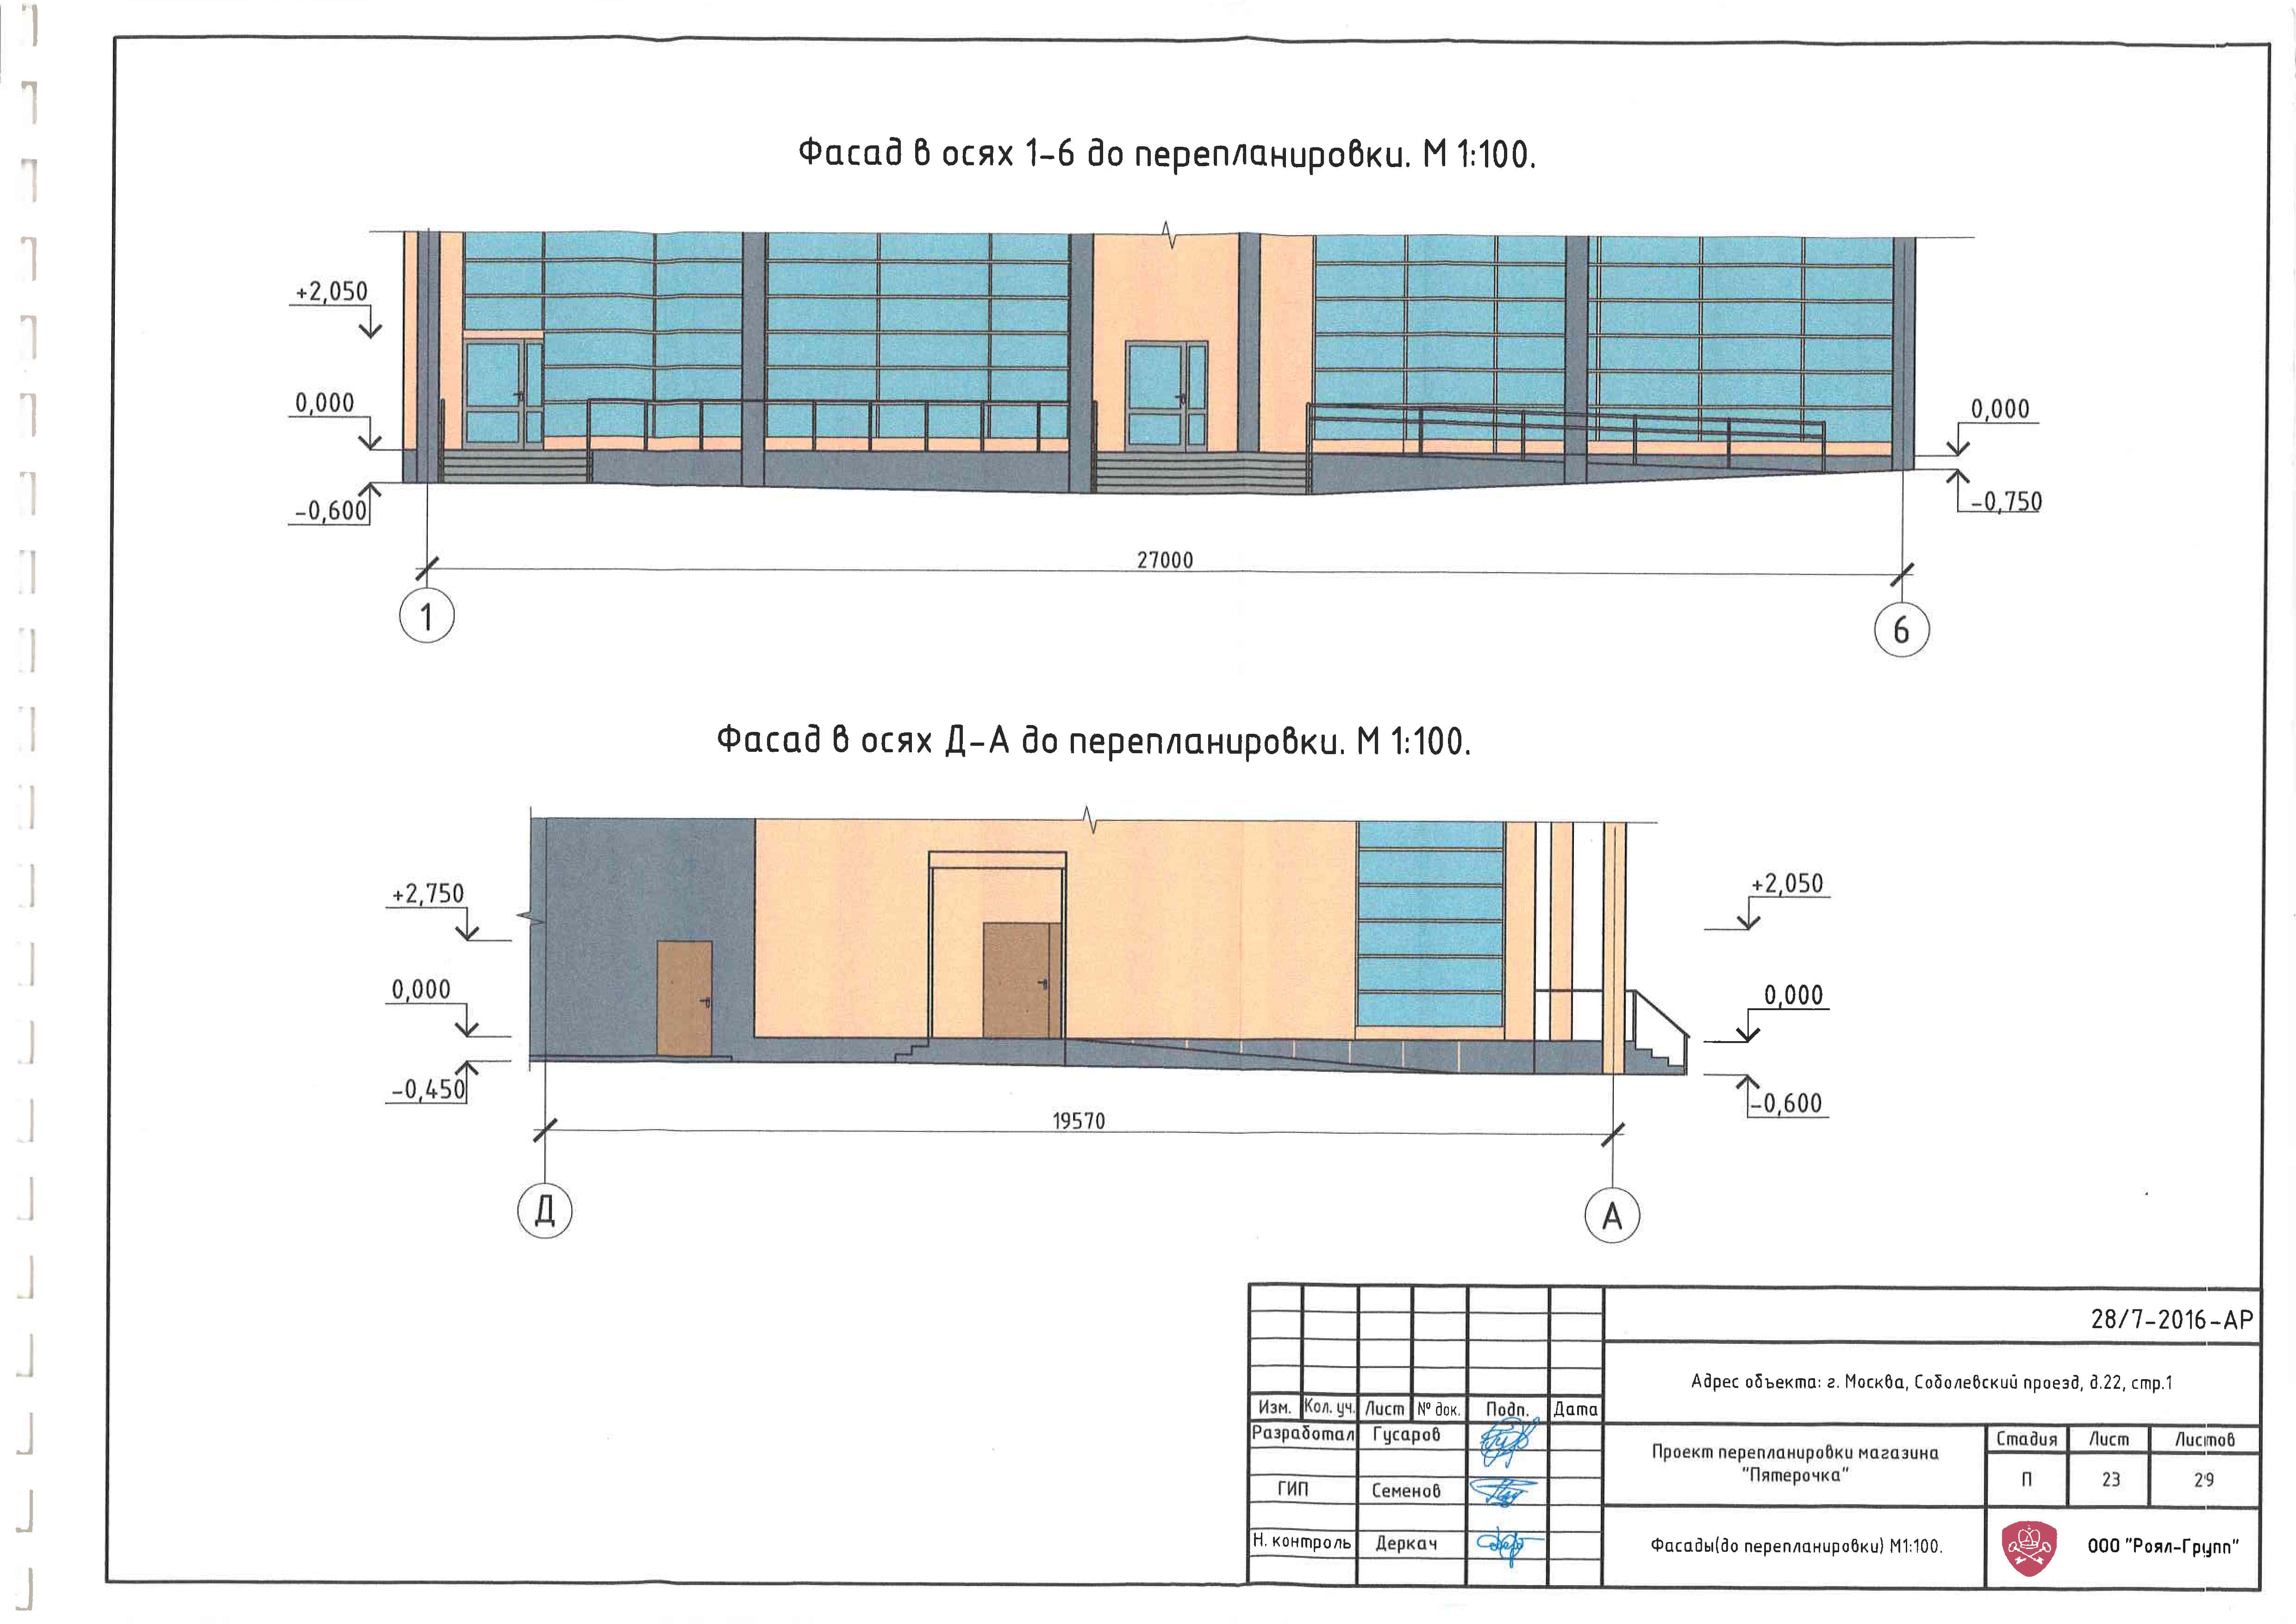 Фасад в осях 1-6 до перепланировки. М 1:100.
+2,050
0,000
-0,600
0,000
-0,750
27000
1
6
Фасад в осях Д-А до перепланировки. М 1:100.
+2,750
0,000
-0,450
+2,050
0,000
-0,600
19570
Д
А
28/7-2016-АР
Адрес объекта: г. Москва, Соболевский проезд, д.22, стр.1
Изм. Кол. уч. Лист № док. Подп. Дата
Разработал Гусаров
ГИП Семенов
Н. контроль Деркач
Проект перепланировки магазина
"Пятерочка"
Стадия Лист Листов
П 23 29
Фасады(до перепланировки) М1:100.
ООО "Роял-Групп"